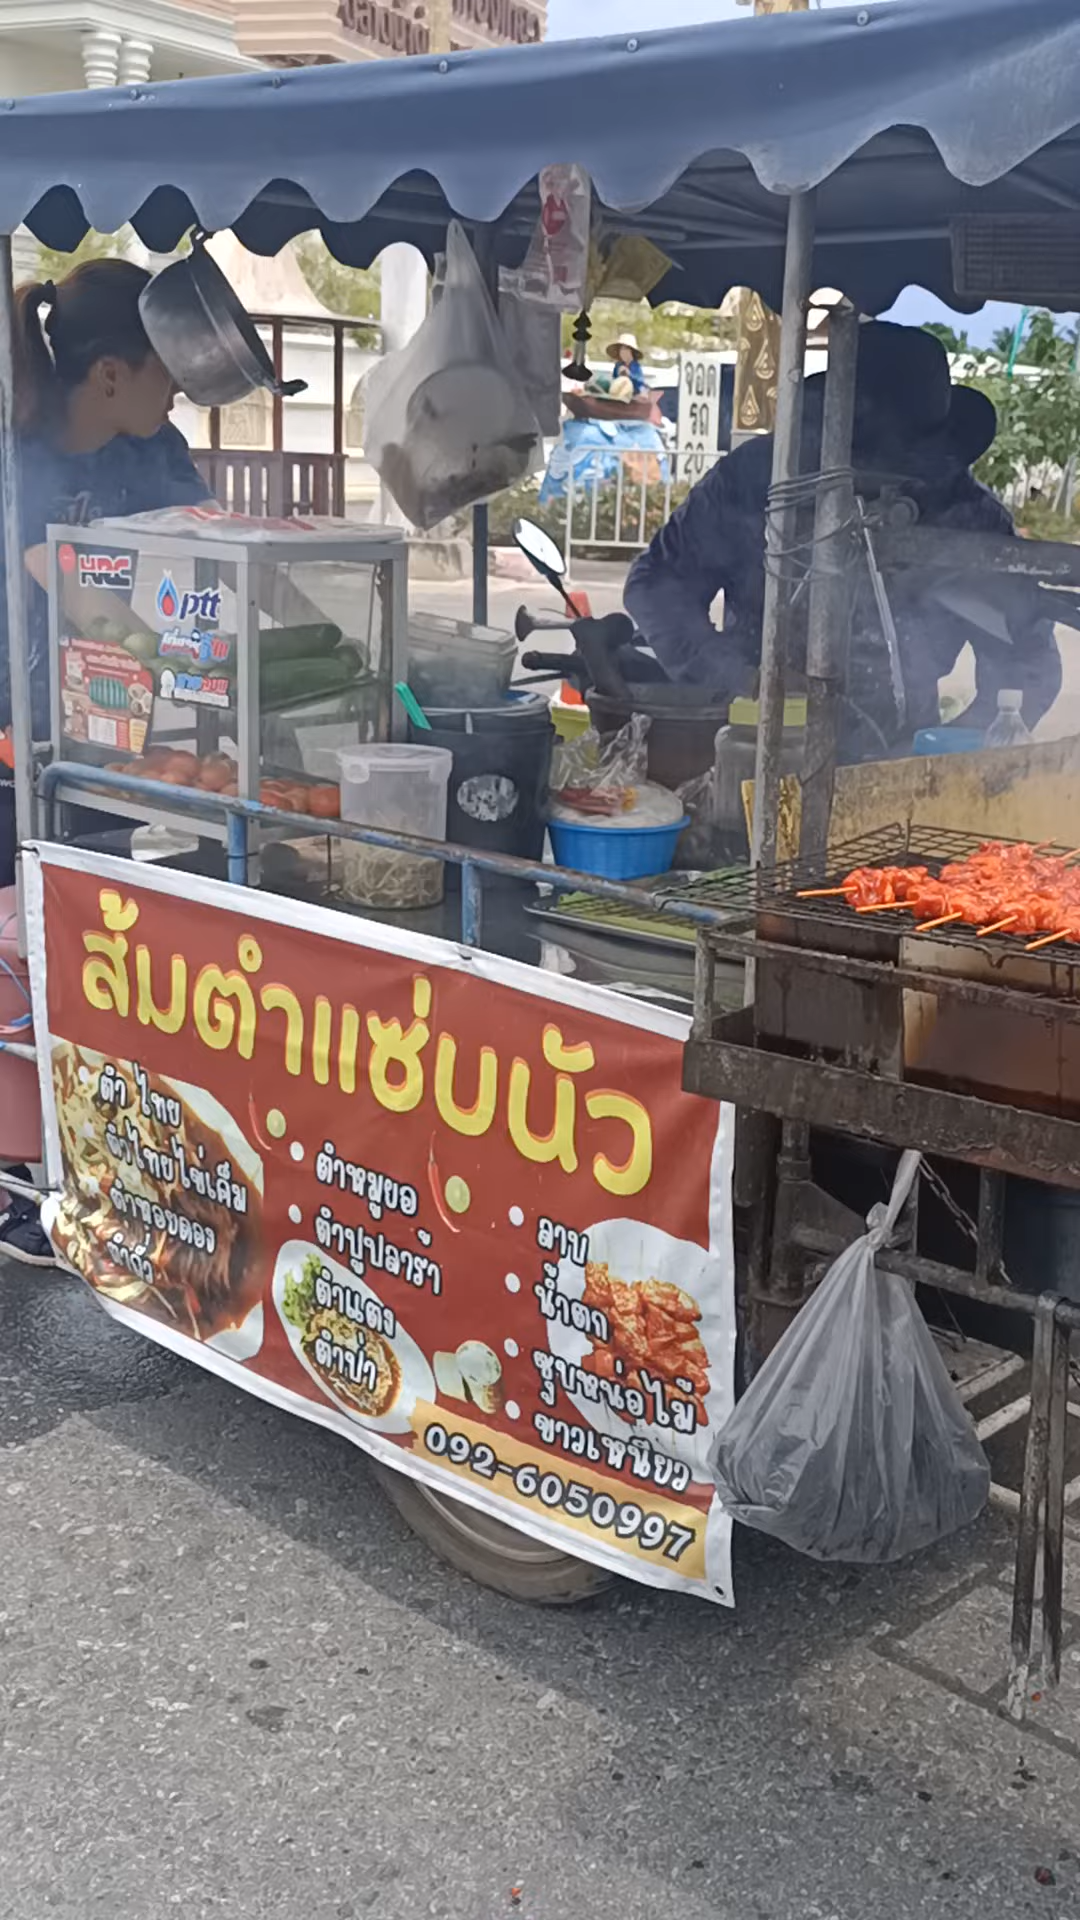 จอด
รถ
20
HRC
ptt
ส้มตำแซ่บนัว
ตำไทย
ตำไทยไข่เค็ม
ตำหอยดอง
ตำถั่ว
ตำหมูยอ
ตำปูปลาร้า
ตำแตง
ตำป่า
ลาบ
น้ำตก
ซุบหน่อไม้
ขาวเหนียว
092-6050997